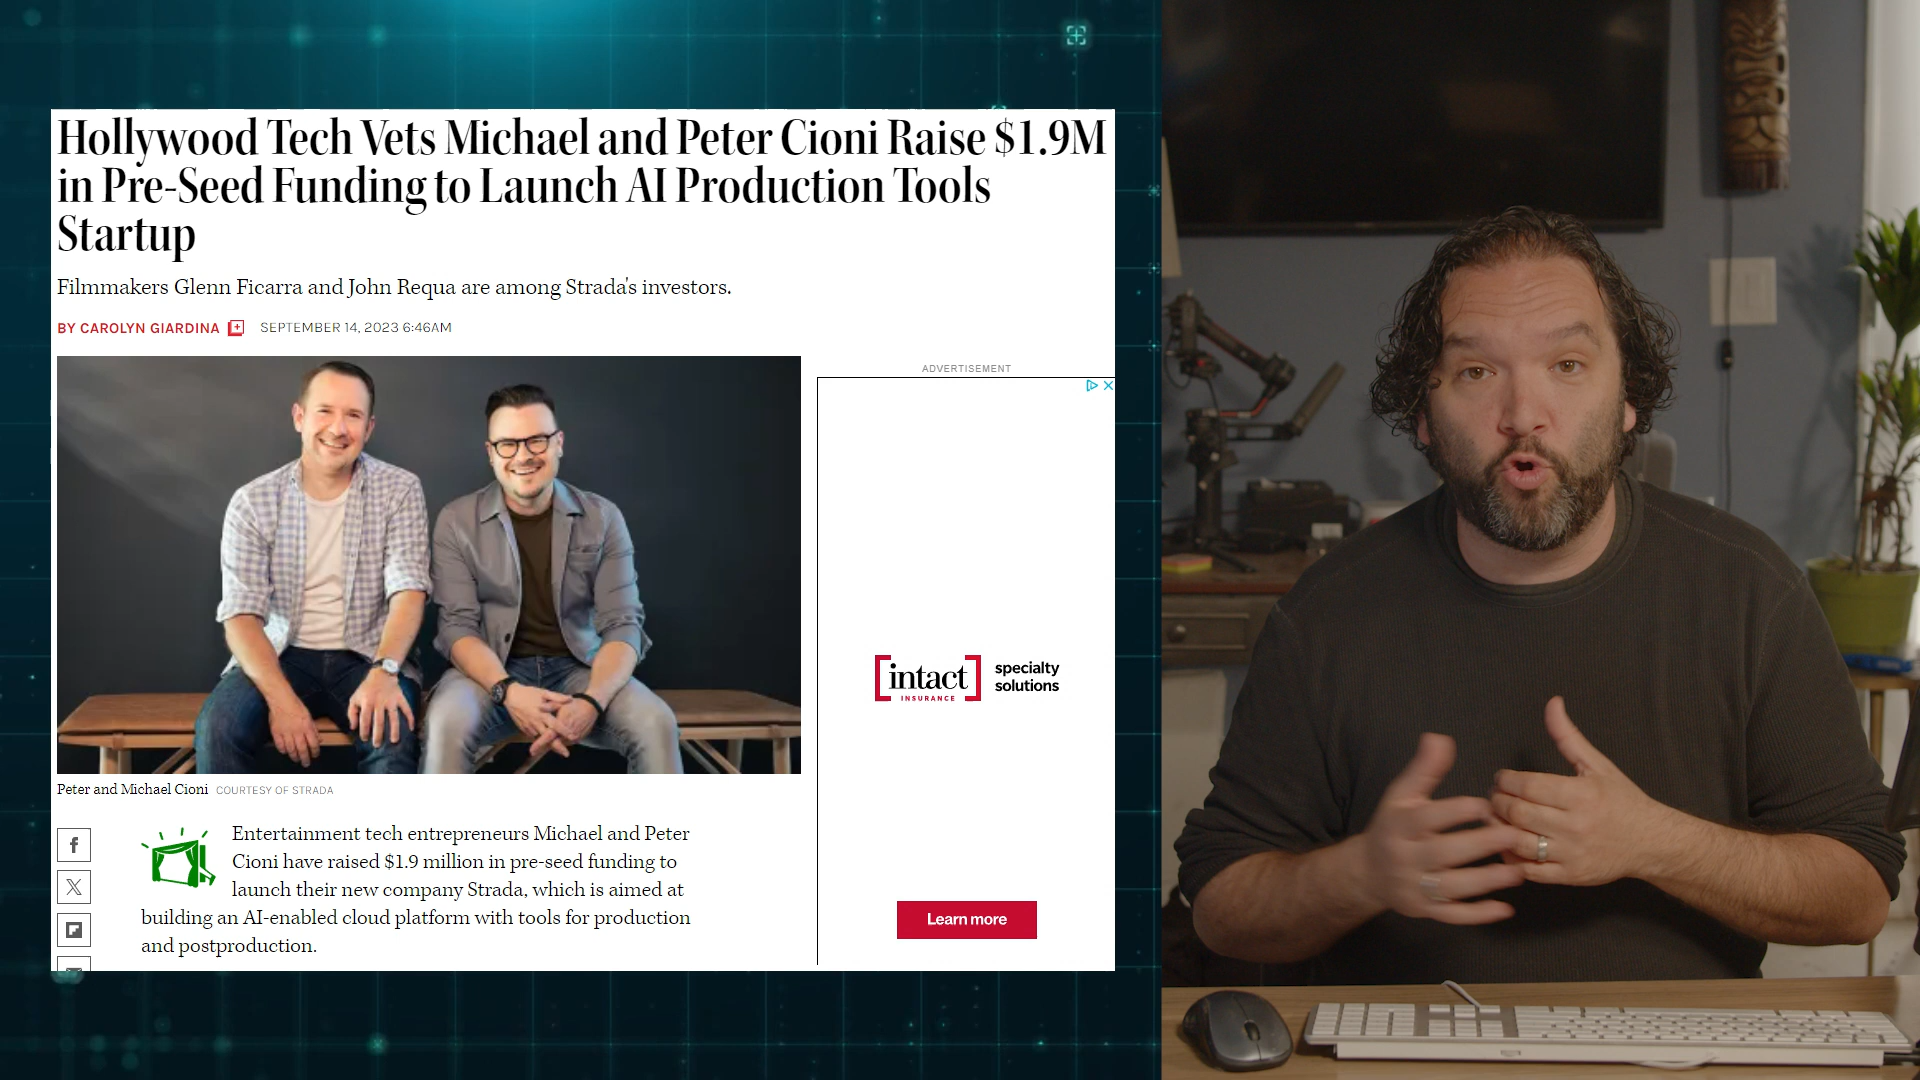 Hollywood Tech Vets Michael and Peter Cioni Raise $1.9M
in Pre-Seed Funding to Launch AI Production Tools
Startup
Filmmakers Glenn Ficarra and John Requa are among Strada's investors.
BY CAROLYN GIARDINA SEPTEMBER 14, 2023 6:46AM
ADVERTISEMENT
intact
INSURANCE
specialty
solutions
Learn more
Peter and Michael Cioni COURTESY OF STRADA
Entertainment tech entrepreneurs Michael and Peter
Cioni have raised $1.9 million in pre-seed funding to
launch their new company Strada, which is aimed at
building an AI-enabled cloud platform with tools for production
and postproduction.